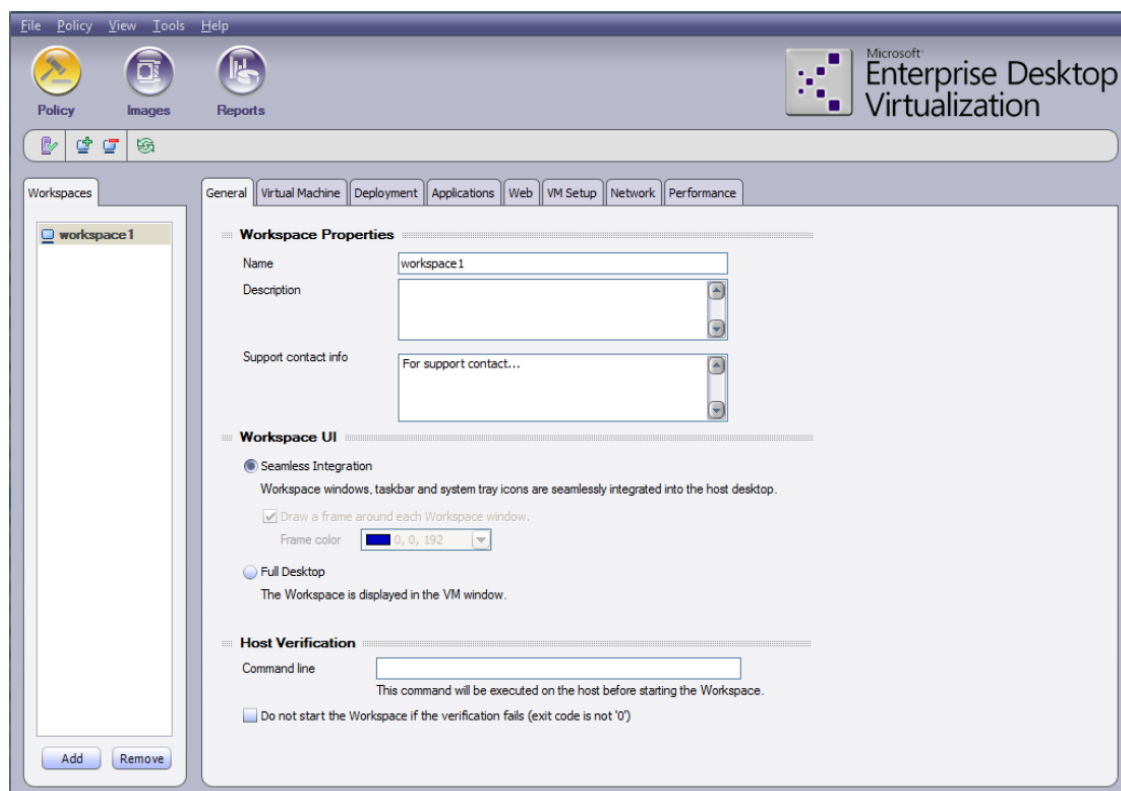 File Policy View Tools Help
Microsoft
Enterprise Desktop
Virtualization
Policy Images Reports
Workspaces
General Virtual Machine Deployment Applications Web VM Setup Network Performance
workspace1
Workspace Properties
Name workspace1
Description
Support contact info For support contact...
Workspace UI
Seamless Integration
Workspace windows, taskbar and system tray icons are seamlessly integrated into the host desktop.
Draw a frame around each Workspace window.
Frame color 0, 0, 192
Full Desktop
The Workspace is displayed in the VM window.
Host Verification
Command line
This command will be executed on the host before starting the Workspace.
Do not start the Workspace if the verification fails (exit code is not '0')
Add Remove